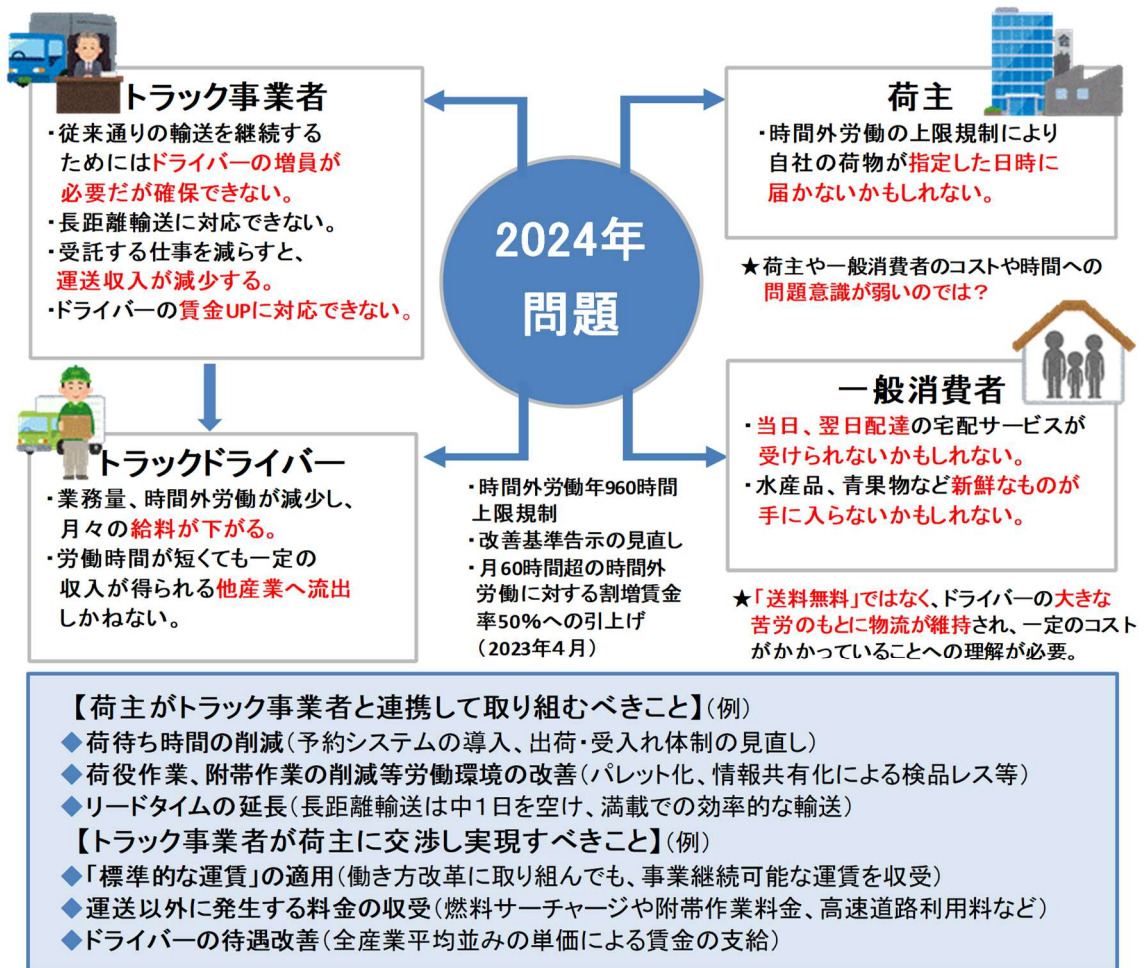 トラック事業者
・従来通りの輸送を継続する
ためにはドライバーの増員が
必要だが確保できない。
・長距離輸送に対応できない。
・受託する仕事を減らすと、
運送収入が減少する。
・ドライバーの賃金UPに対応できない。
トラックドライバー
・業務量、時間外労働が減少し、
月々の給料が下がる。
・労働時間が短くても一定の
収入が得られる他産業へ流出
しかねない。
2024年
問題
・時間外労働年960時間
上限規制
・改善基準告示の見直し
・月60時間超の時間外
労働に対する割増賃金
率50%への引上げ
（2023年4月）
会
荷主
・時間外労働の上限規制により
自社の荷物が指定した日時に
届かないかもしれない。
★荷主や一般消費者のコストや時間への
問題意識が弱いのでは？
一般消費者
・当日、翌日配達の宅配サービスが
受けられないかもしれない。
・水産品、青果物など新鮮なものが
手に入らないかもしれない。
★「送料無料」ではなく、ドライバーの大きな
苦労のもとに物流が維持され、一定のコスト
がかかっていることへの理解が必要。
【荷主がトラック事業者と連携して取り組むべきこと】（例）
◆荷待ち時間の削減（予約システムの導入、出荷・受入れ体制の見直し）
◆荷役作業、附帯作業の削減等労働環境の改善（パレット化、情報共有化による検品レス等）
◆リードタイムの延長（長距離輸送は中1日を空け、満載での効率的な輸送）
【トラック事業者が荷主に交渉し実現すべきこと】（例）
◆「標準的な運賃」の適用（働き方改革に取り組んでも、事業継続可能な運賃を収受）
◆運送以外に発生する料金の収受（燃料サーチャージや附帯作業料金、高速道路利用料など）
◆ドライバーの待遇改善（全産業平均並みの単価による賃金の支給）